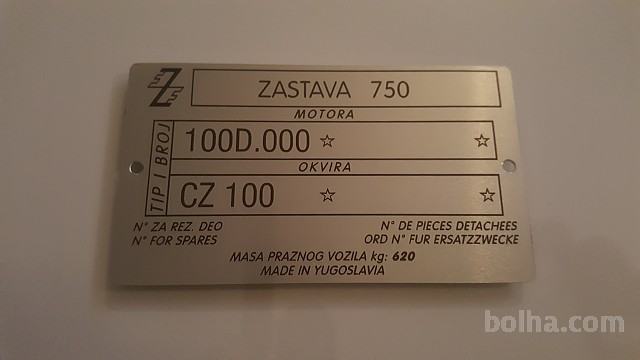 ZASTAVA 750
MOTORA
TIP I BROJ
100D.000 ☆ ☆
OKVIRA
CZ 100 ☆ ☆
N° ZA REZ. DEO
N° FOR SPARES
N° DE PIECES DETACHEES
ORD N° FUR ERSATZZWECKE
MASA PRAZNOG VOZILA kg: 620
MADE IN YUGOSLAVIA
bolha.com